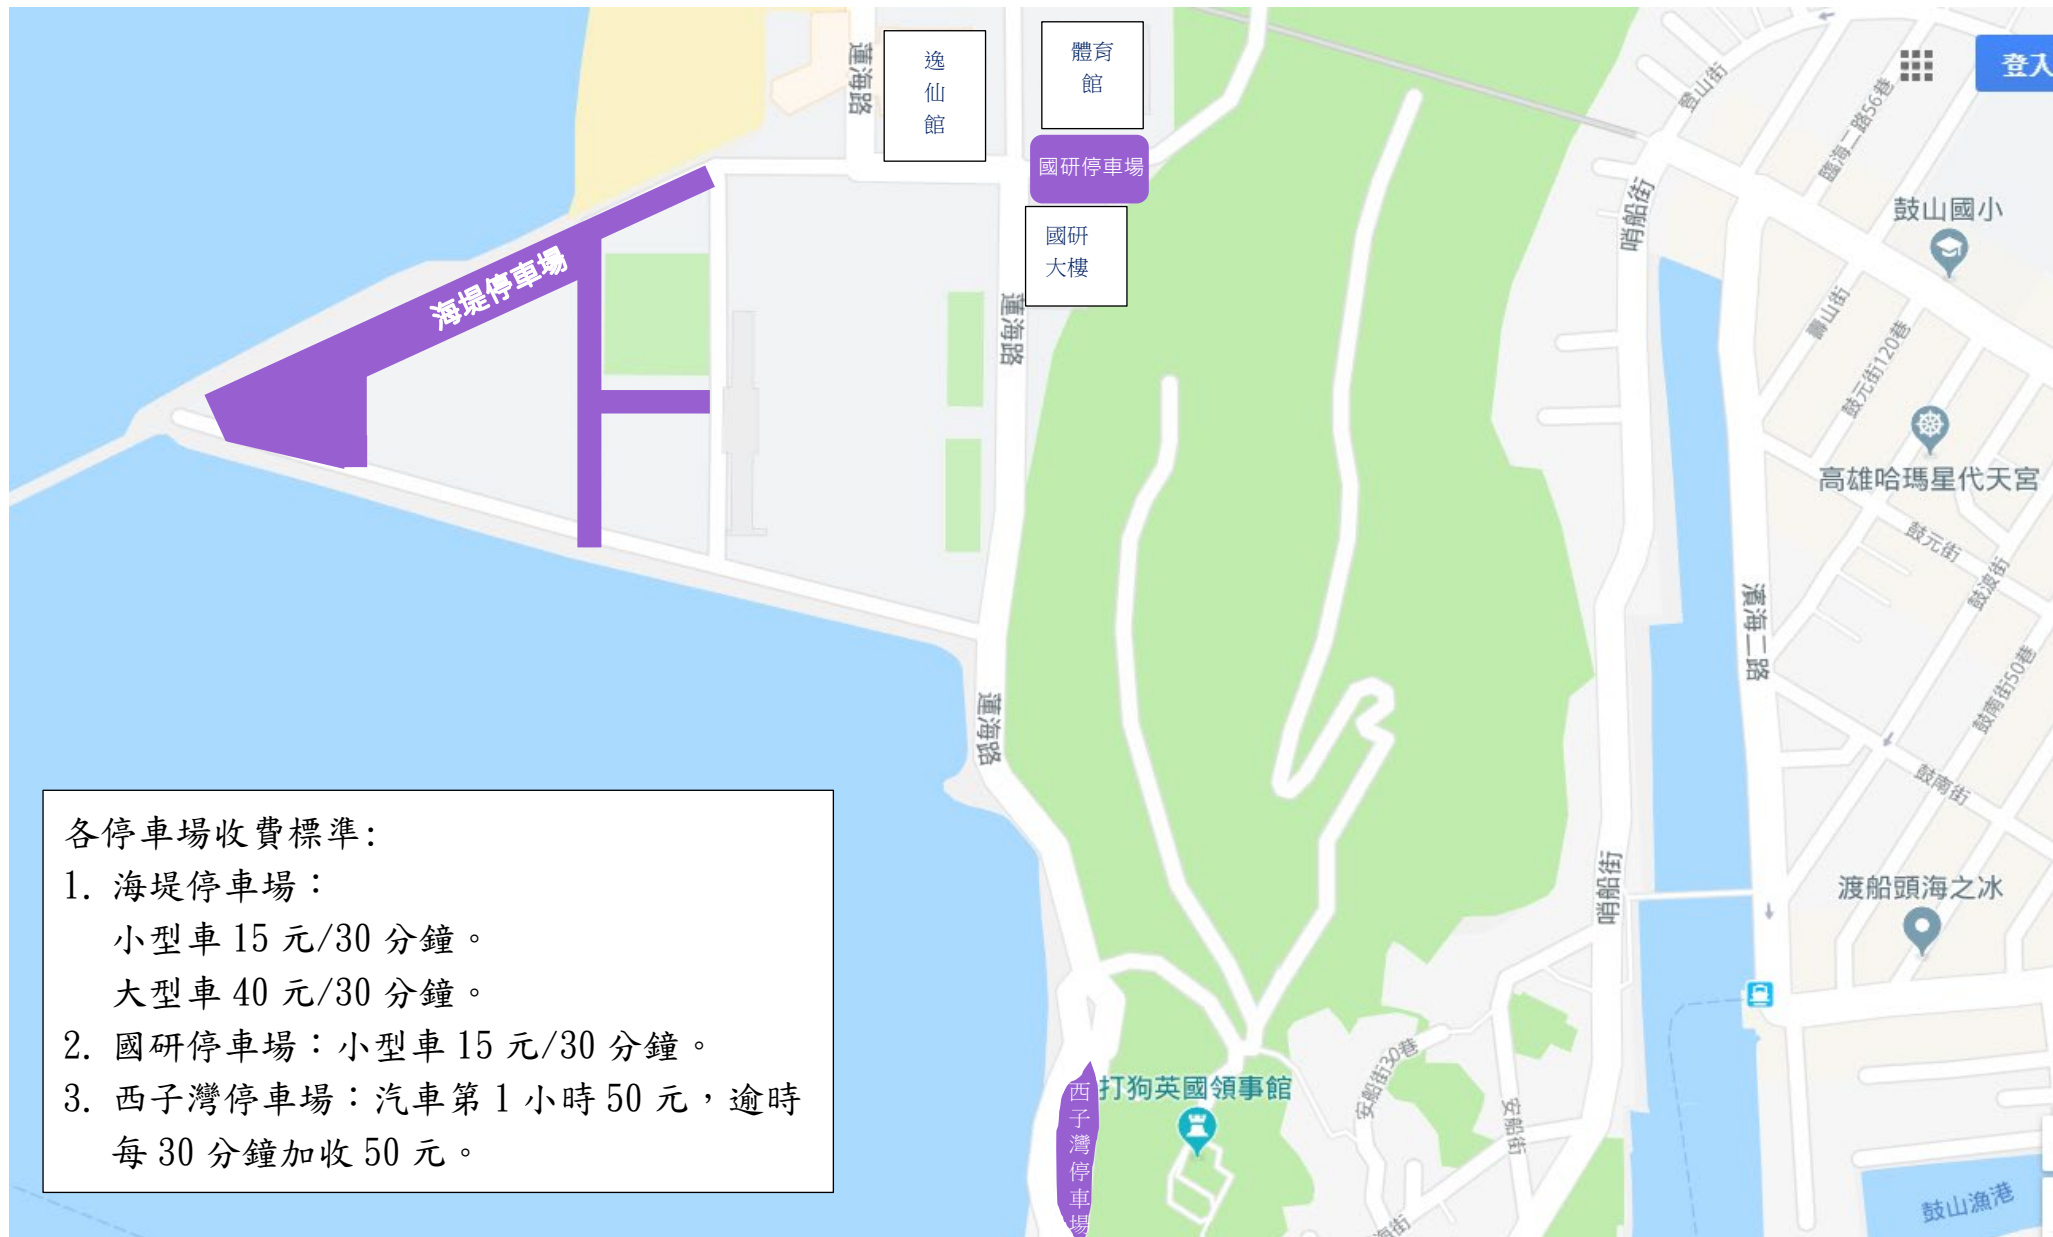 蓮海路
逸仙館
體育
館
國研停車場
國研
大樓
海堤停車場
蓮海路
蓮海路
登山街
臨海二路56巷
登入
哨船街
鼓山國小
壽山街
鼓元街120巷
高雄哈瑪星代天宮
鼓元街
鼓波街
濱海二路
鼓南街50巷
鼓南街
哨船街
渡船頭海之冰
各停車場收費標準:
1. 海堤停車場：
小型車 15 元/30 分鐘。
大型車 40 元/30 分鐘。
2. 國研停車場：小型車 15 元/30 分鐘。
3. 西子灣停車場：汽車第 1 小時 50 元，逾時
每 30 分鐘加收 50 元。
西子灣停車場
打狗英國領事館
安船街30巷
安船街
海街
鼓山漁港